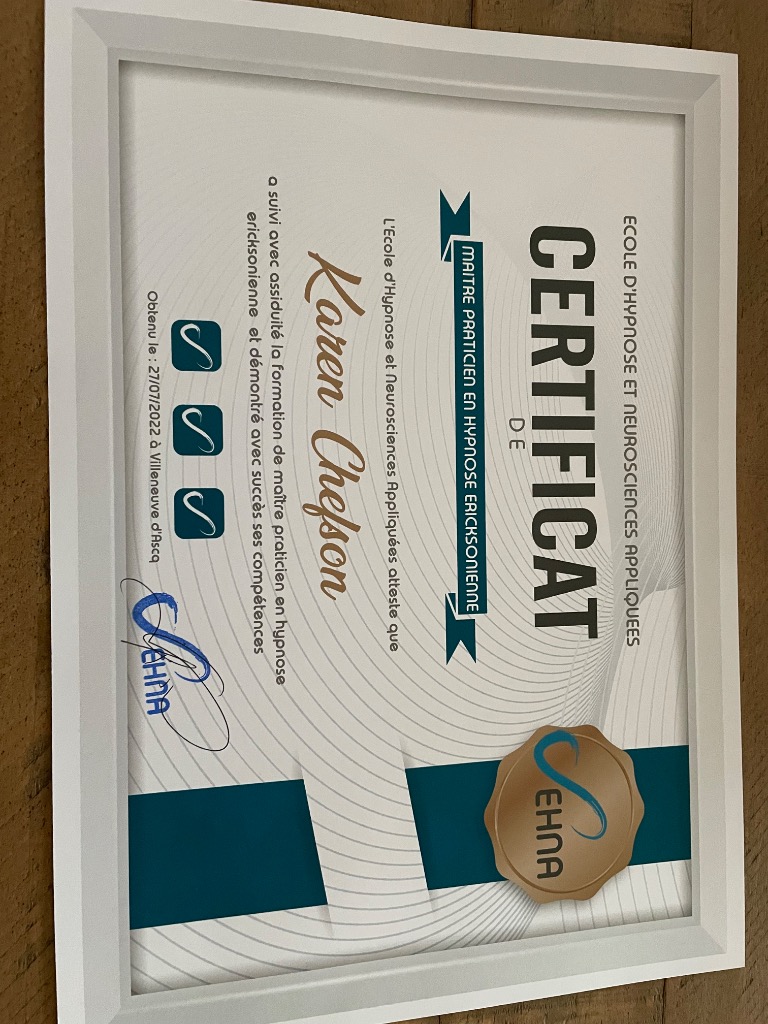 ECOLE D'HYPNOSE ET NEUROSCIENCES APPLIQUEES
CERTIFICAT
DE
MAITRE PRATICIEN EN HYPNOSE ERICKSONIENNE
L'Ecole d'Hypnose et Neurosciences Appliquées atteste que
Karen Chefson
a suivi avec assiduité la formation de maître praticien en hypnose
ericksonienne et démontré avec succès ses compétences
Obtenu le : 27/07/2022 à Villeneuve d'Ascq
EHNA
EHNA